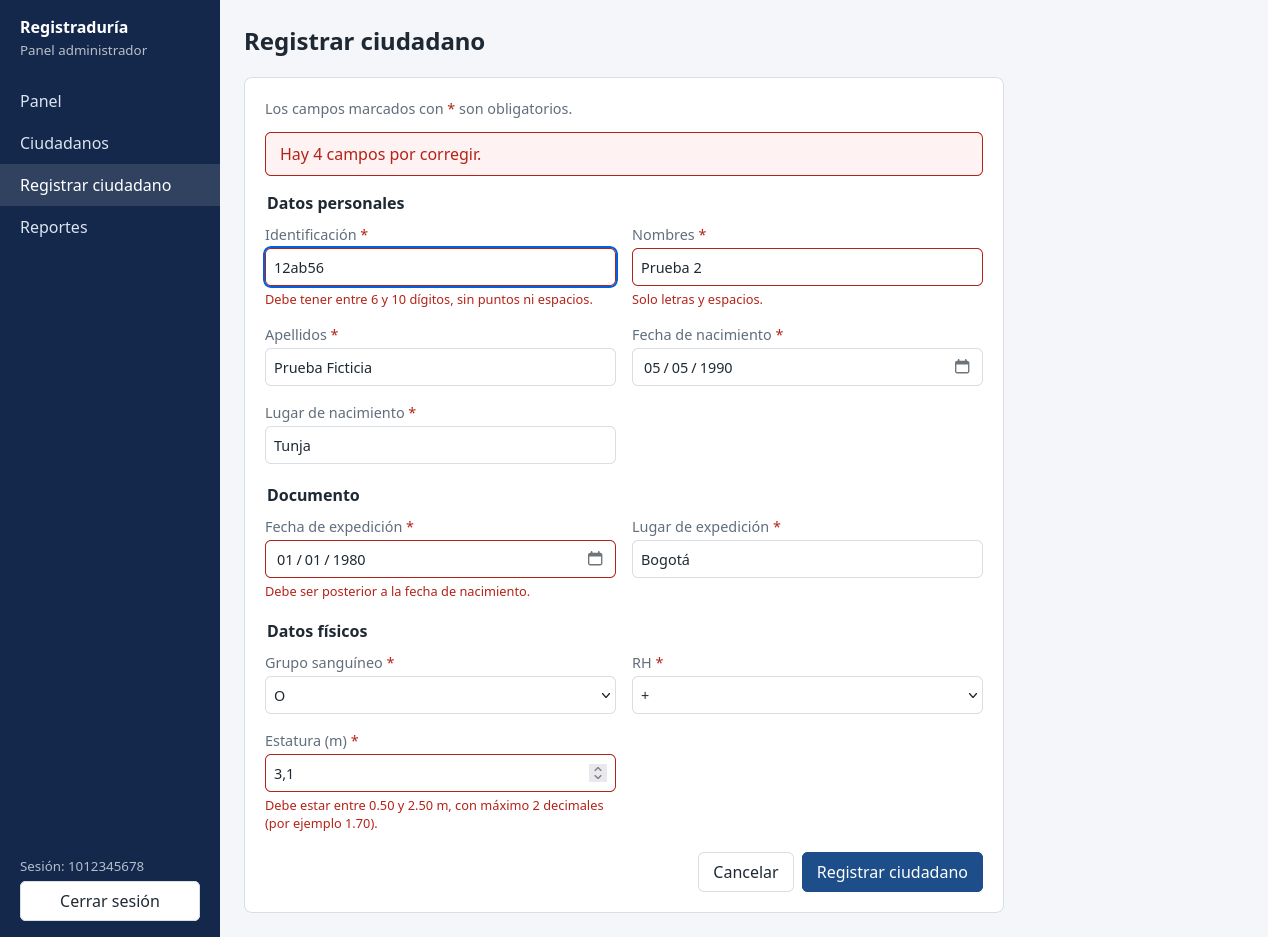 Registraduría
Panel administrador
Panel
Ciudadanos
Registrar ciudadano
Reportes
Sesión: 1012345678
Cerrar sesión
Registrar ciudadano
Los campos marcados con * son obligatorios.
Hay 4 campos por corregir.
Datos personales
Identificación *
12ab56
Debe tener entre 6 y 10 dígitos, sin puntos ni espacios.
Nombres *
Prueba 2
Solo letras y espacios.
Apellidos *
Prueba Ficticia
Fecha de nacimiento *
05 / 05 / 1990
Lugar de nacimiento *
Tunja
Documento
Fecha de expedición *
01 / 01 / 1980
Debe ser posterior a la fecha de nacimiento.
Lugar de expedición *
Bogotá
Datos físicos
Grupo sanguíneo *
O
RH *
+
Estatura (m) *
3,1
Debe estar entre 0.50 y 2.50 m, con máximo 2 decimales
(por ejemplo 1.70).
Cancelar
Registrar ciudadano